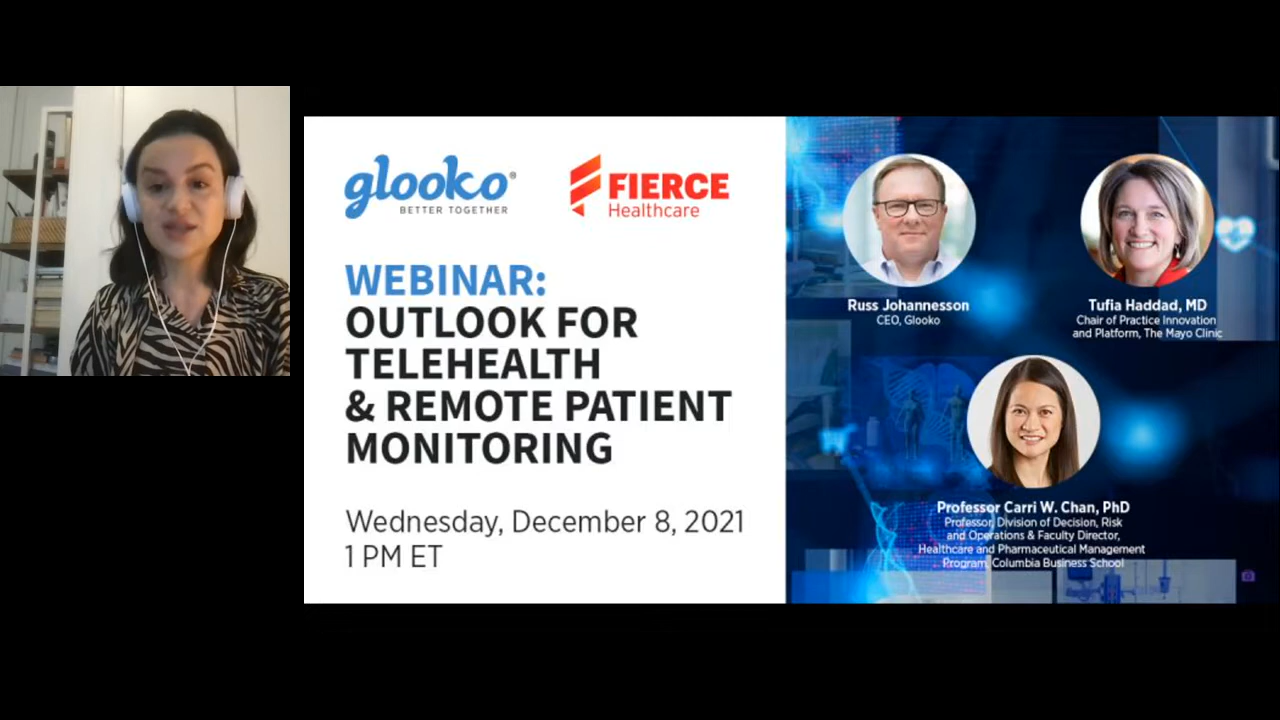 glooko®
BETTER TOGETHER
FIERCE
Healthcare
WEBINAR:
OUTLOOK FOR
TELEHEALTH
& REMOTE PATIENT
MONITORING
Wednesday, December 8, 2021
1 PM ET
Russ Johannesson
CEO, Glooko
Tufia Haddad, MD
Chair of Practice Innovation
and Platform, The Mayo Clinic
Professor Carri W. Chan, PhD
Professor, Division of Decision, Risk
and Operations & Faculty Director,
Healthcare and Pharmaceutical Management
Program, Columbia Business School